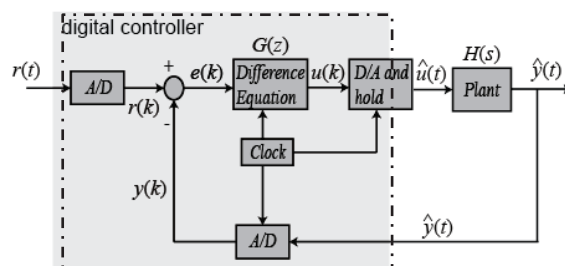 digital controller
G(z)
H(s)
r(t)
A/D
r(k)
+
-
e(k)
Difference
Equation
u(k)
D/A and
hold
û(t)
Plant
ŷ(t)
Clock
y(k)
A/D
ŷ(t)